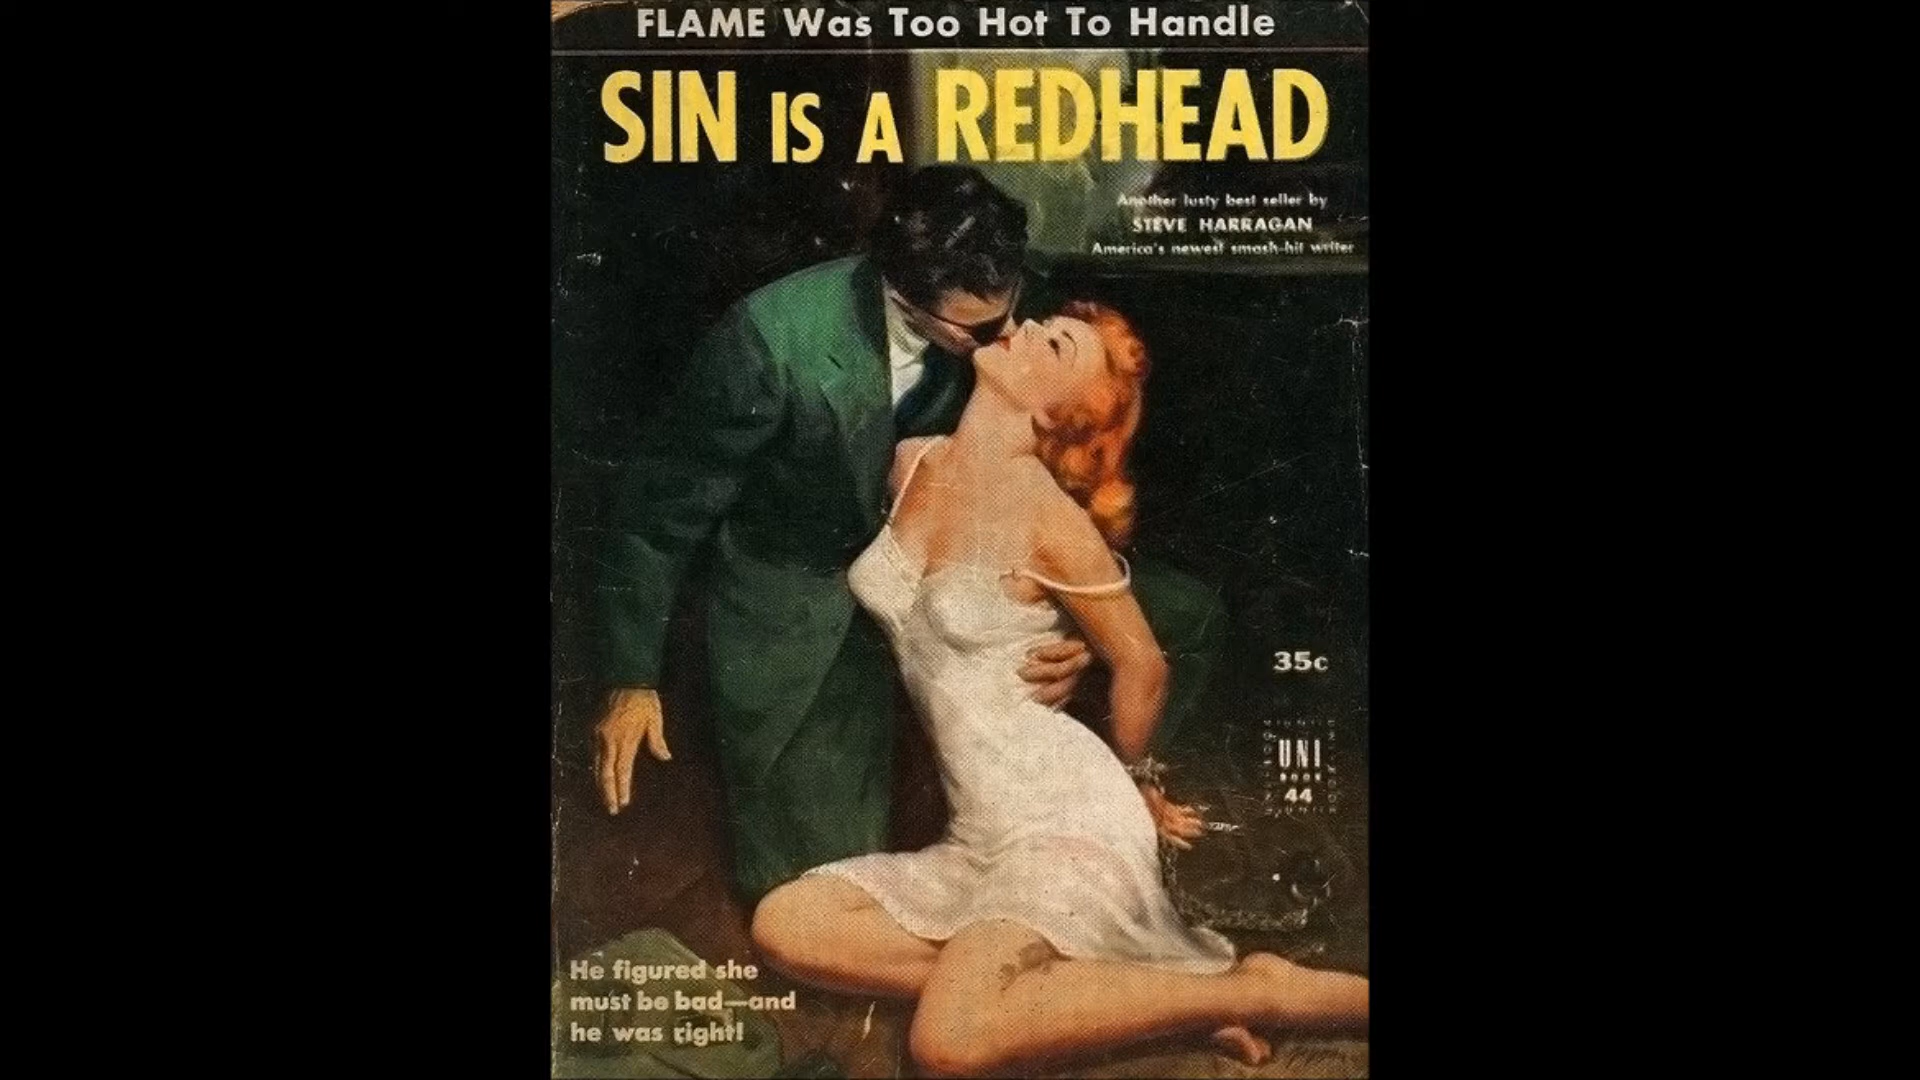 FLAME Was Too Hot To Handle
SIN IS A REDHEAD
Another lusty best seller by
STEVE HARRAGAN
America's newest smash-hit writer
35c
UNI
BOOK
44
He figured she
must be bad—and
he was right!